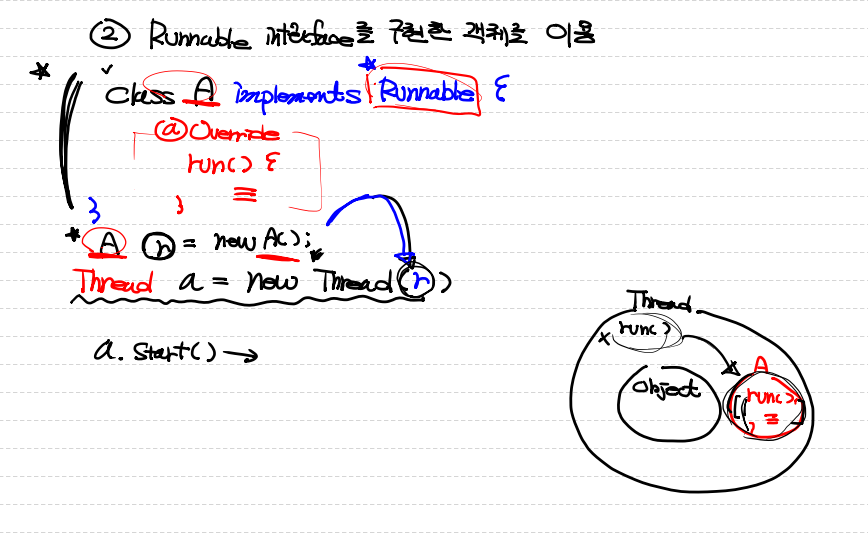 ② Runnable interface를 구현한 객체로 이용
class A implements Runnable {
@Override
run() {
}
}
A r = new A();
Thread a = new Thread(r)
a. start() →
Thread
run()
A
Object
run() {
}